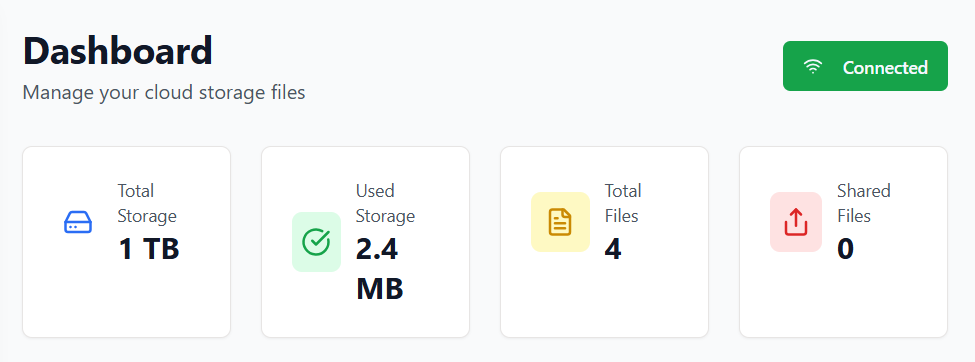 Dashboard
Manage your cloud storage files
Connected
Total
Storage
1 TB
Used
Storage
2.4
MB
Total
Files
4
Shared
Files
0